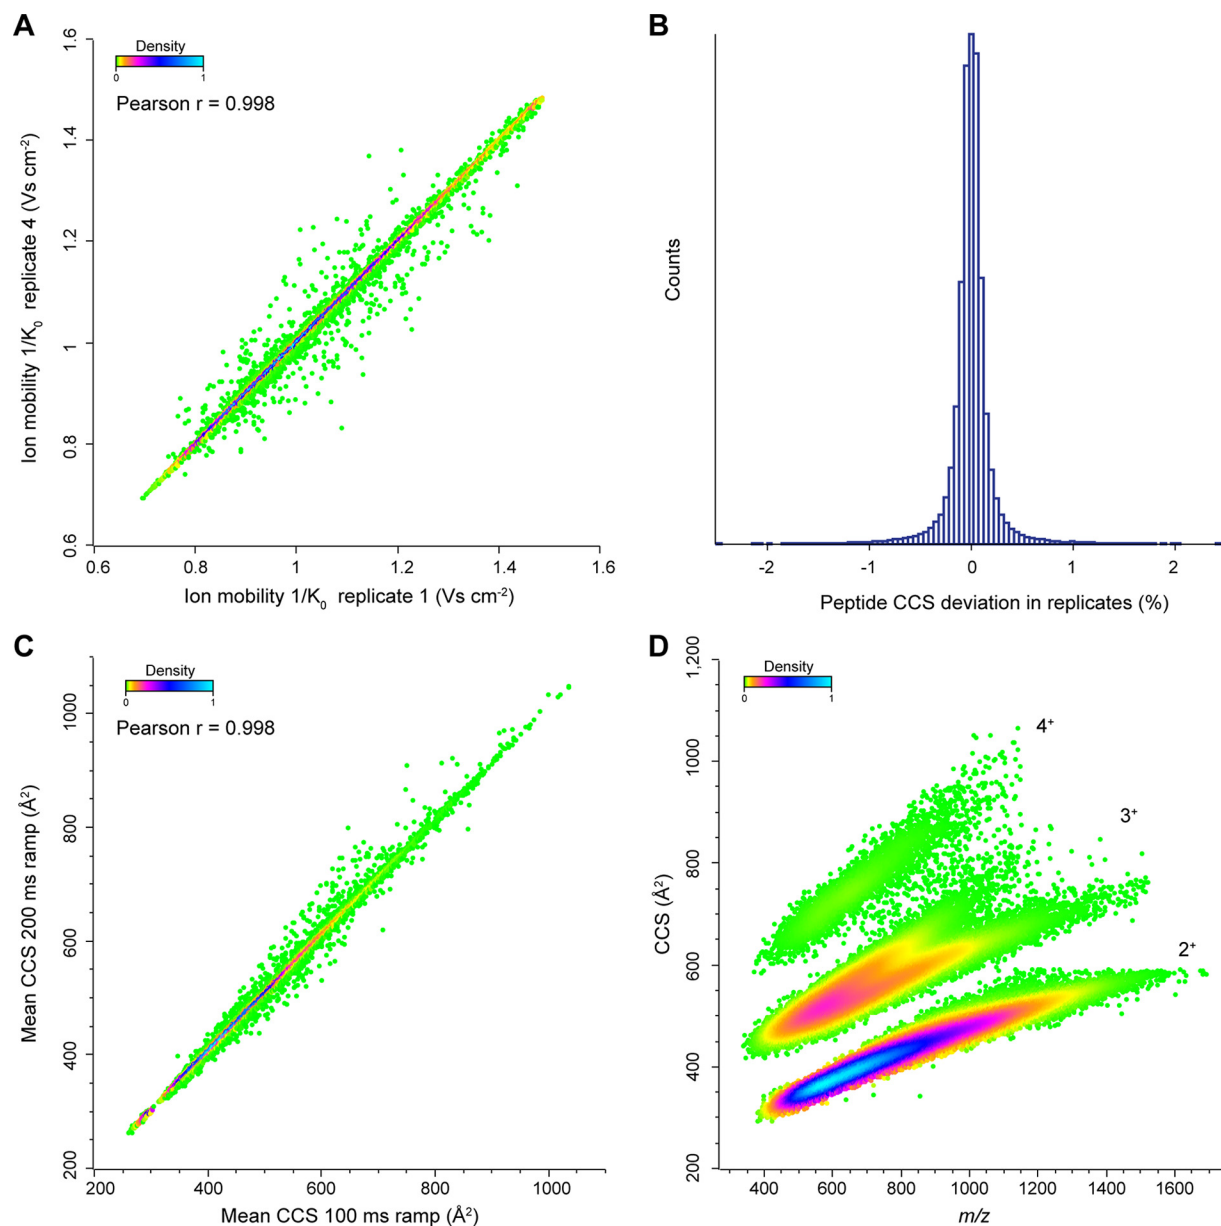 A
Density
0 1
Pearson r = 0.998
Ion mobility 1/K0 replicate 4 (Vs cm-2)
1.6
1.4
1.2
1
0.8
0.6
0.6 0.8 1 1.2 1.4 1.6
Ion mobility 1/K0 replicate 1 (Vs cm-2)
B
Counts
-2 -1 0 1 2
Peptide CCS deviation in replicates (%)
C
Density
0 1
Pearson r = 0.998
Mean CCS 200 ms ramp (Å²)
1000
800
600
400
200
200 400 600 800 1000
Mean CCS 100 ms ramp (Å²)
D
Density
0 1
4+
3+
2+
CCS (Å²)
1,200
1000
800
600
400
200
400 600 800 1000 1200 1400 1600
m/z